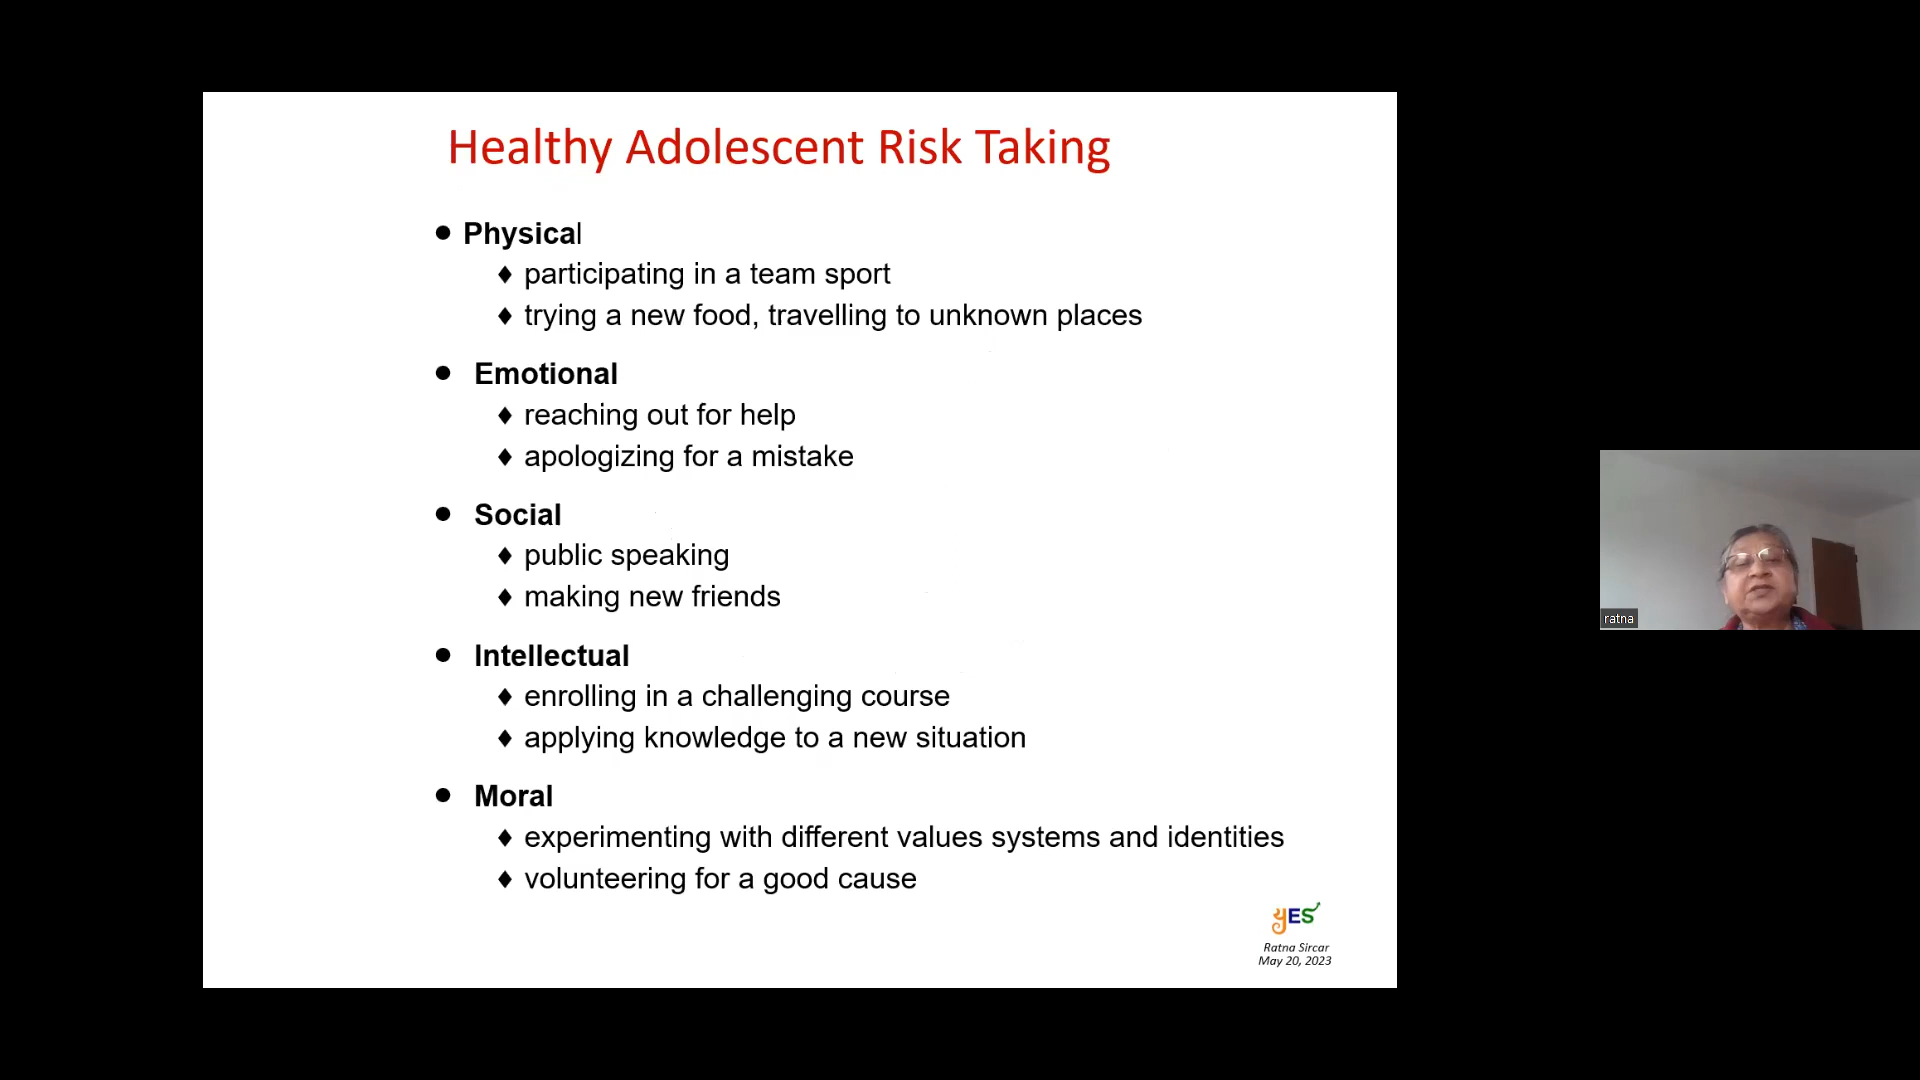 Healthy Adolescent Risk Taking
● Physical
♦ participating in a team sport
♦ trying a new food, travelling to unknown places
● Emotional
♦ reaching out for help
♦ apologizing for a mistake
● Social
♦ public speaking
♦ making new friends
● Intellectual
♦ enrolling in a challenging course
♦ applying knowledge to a new situation
● Moral
♦ experimenting with different values systems and identities
♦ volunteering for a good cause
યુES
Ratna Sircar
May 20, 2023
ratna